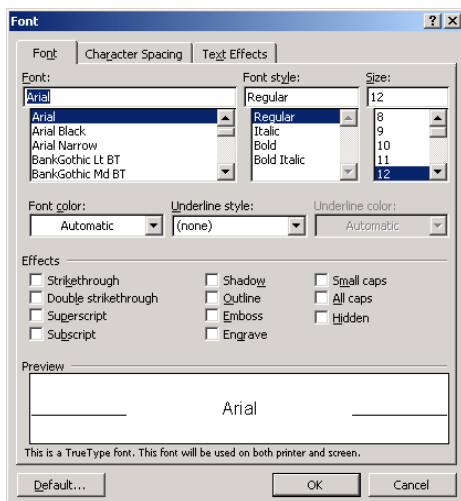 Font
Font Character Spacing Text Effects
Font: Font style: Size:
Arial Regular 12
Arial Regular 8
Arial Black Italic 9
Arial Narrow Bold 10
BankGothic Lt BT Bold Italic 11
BankGothic Md BT 12
Font color: Underline style: Underline color:
Automatic (none) Automatic
Effects
Strikethrough Shadow Small caps
Double strikethrough Outline All caps
Superscript Emboss Hidden
Subscript Engrave
Preview
Arial
This is a TrueType font. This font will be used on both printer and screen.
Default... OK Cancel